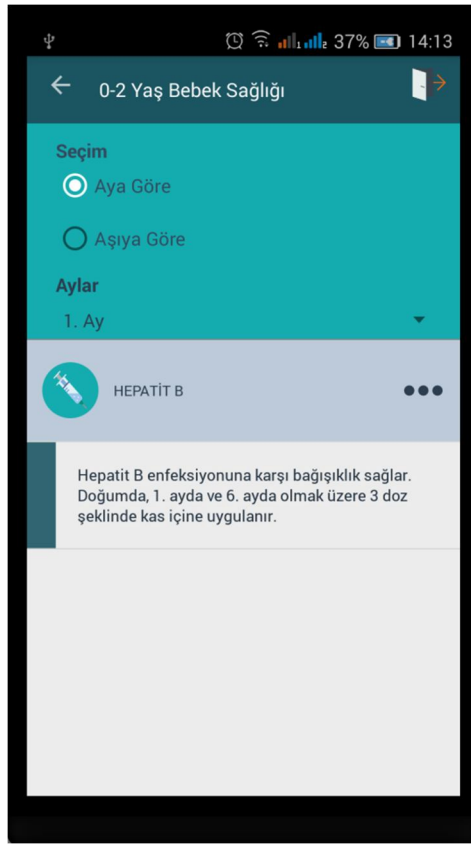 37% 14:13
0-2 Yaş Bebek Sağlığı
Seçim
Aya Göre
Aşıya Göre
Aylar
1. Ay
HEPATİT B
Hepatit B enfeksiyonuna karşı bağışıklık sağlar.
Doğumda, 1. ayda ve 6. ayda olmak üzere 3 doz
şeklinde kas içine uygulanır.